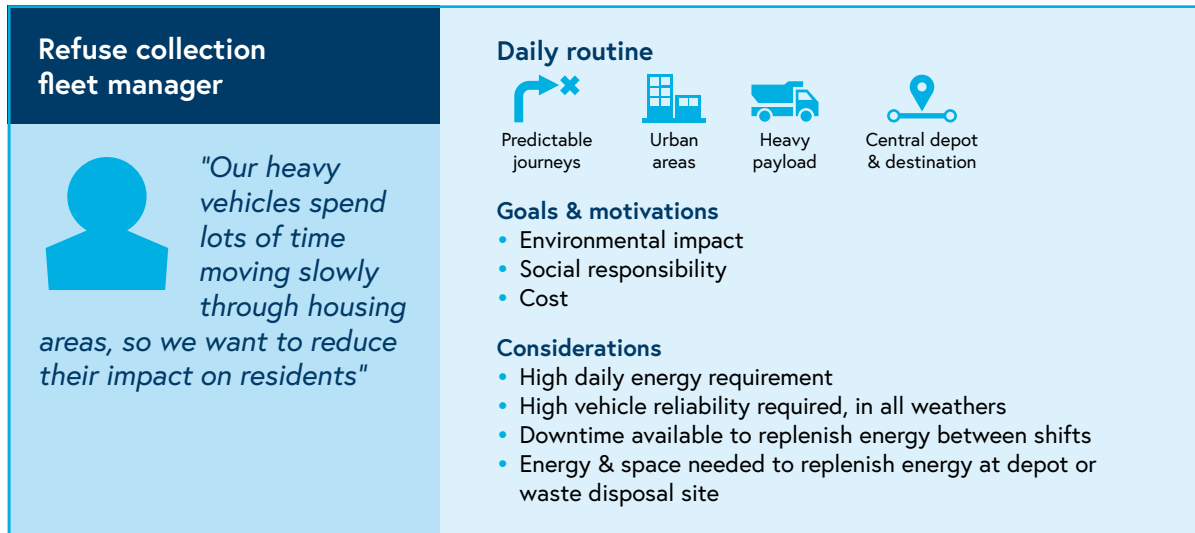 Refuse collection
fleet manager
"Our heavy
vehicles spend
lots of time
moving slowly
through housing
areas, so we want to reduce
their impact on residents"
Daily routine
Predictable
journeys
Urban
areas
Heavy
payload
Central depot
& destination
Goals & motivations
• Environmental impact
• Social responsibility
• Cost
Considerations
• High daily energy requirement
• High vehicle reliability required, in all weathers
• Downtime available to replenish energy between shifts
• Energy & space needed to replenish energy at depot or
waste disposal site